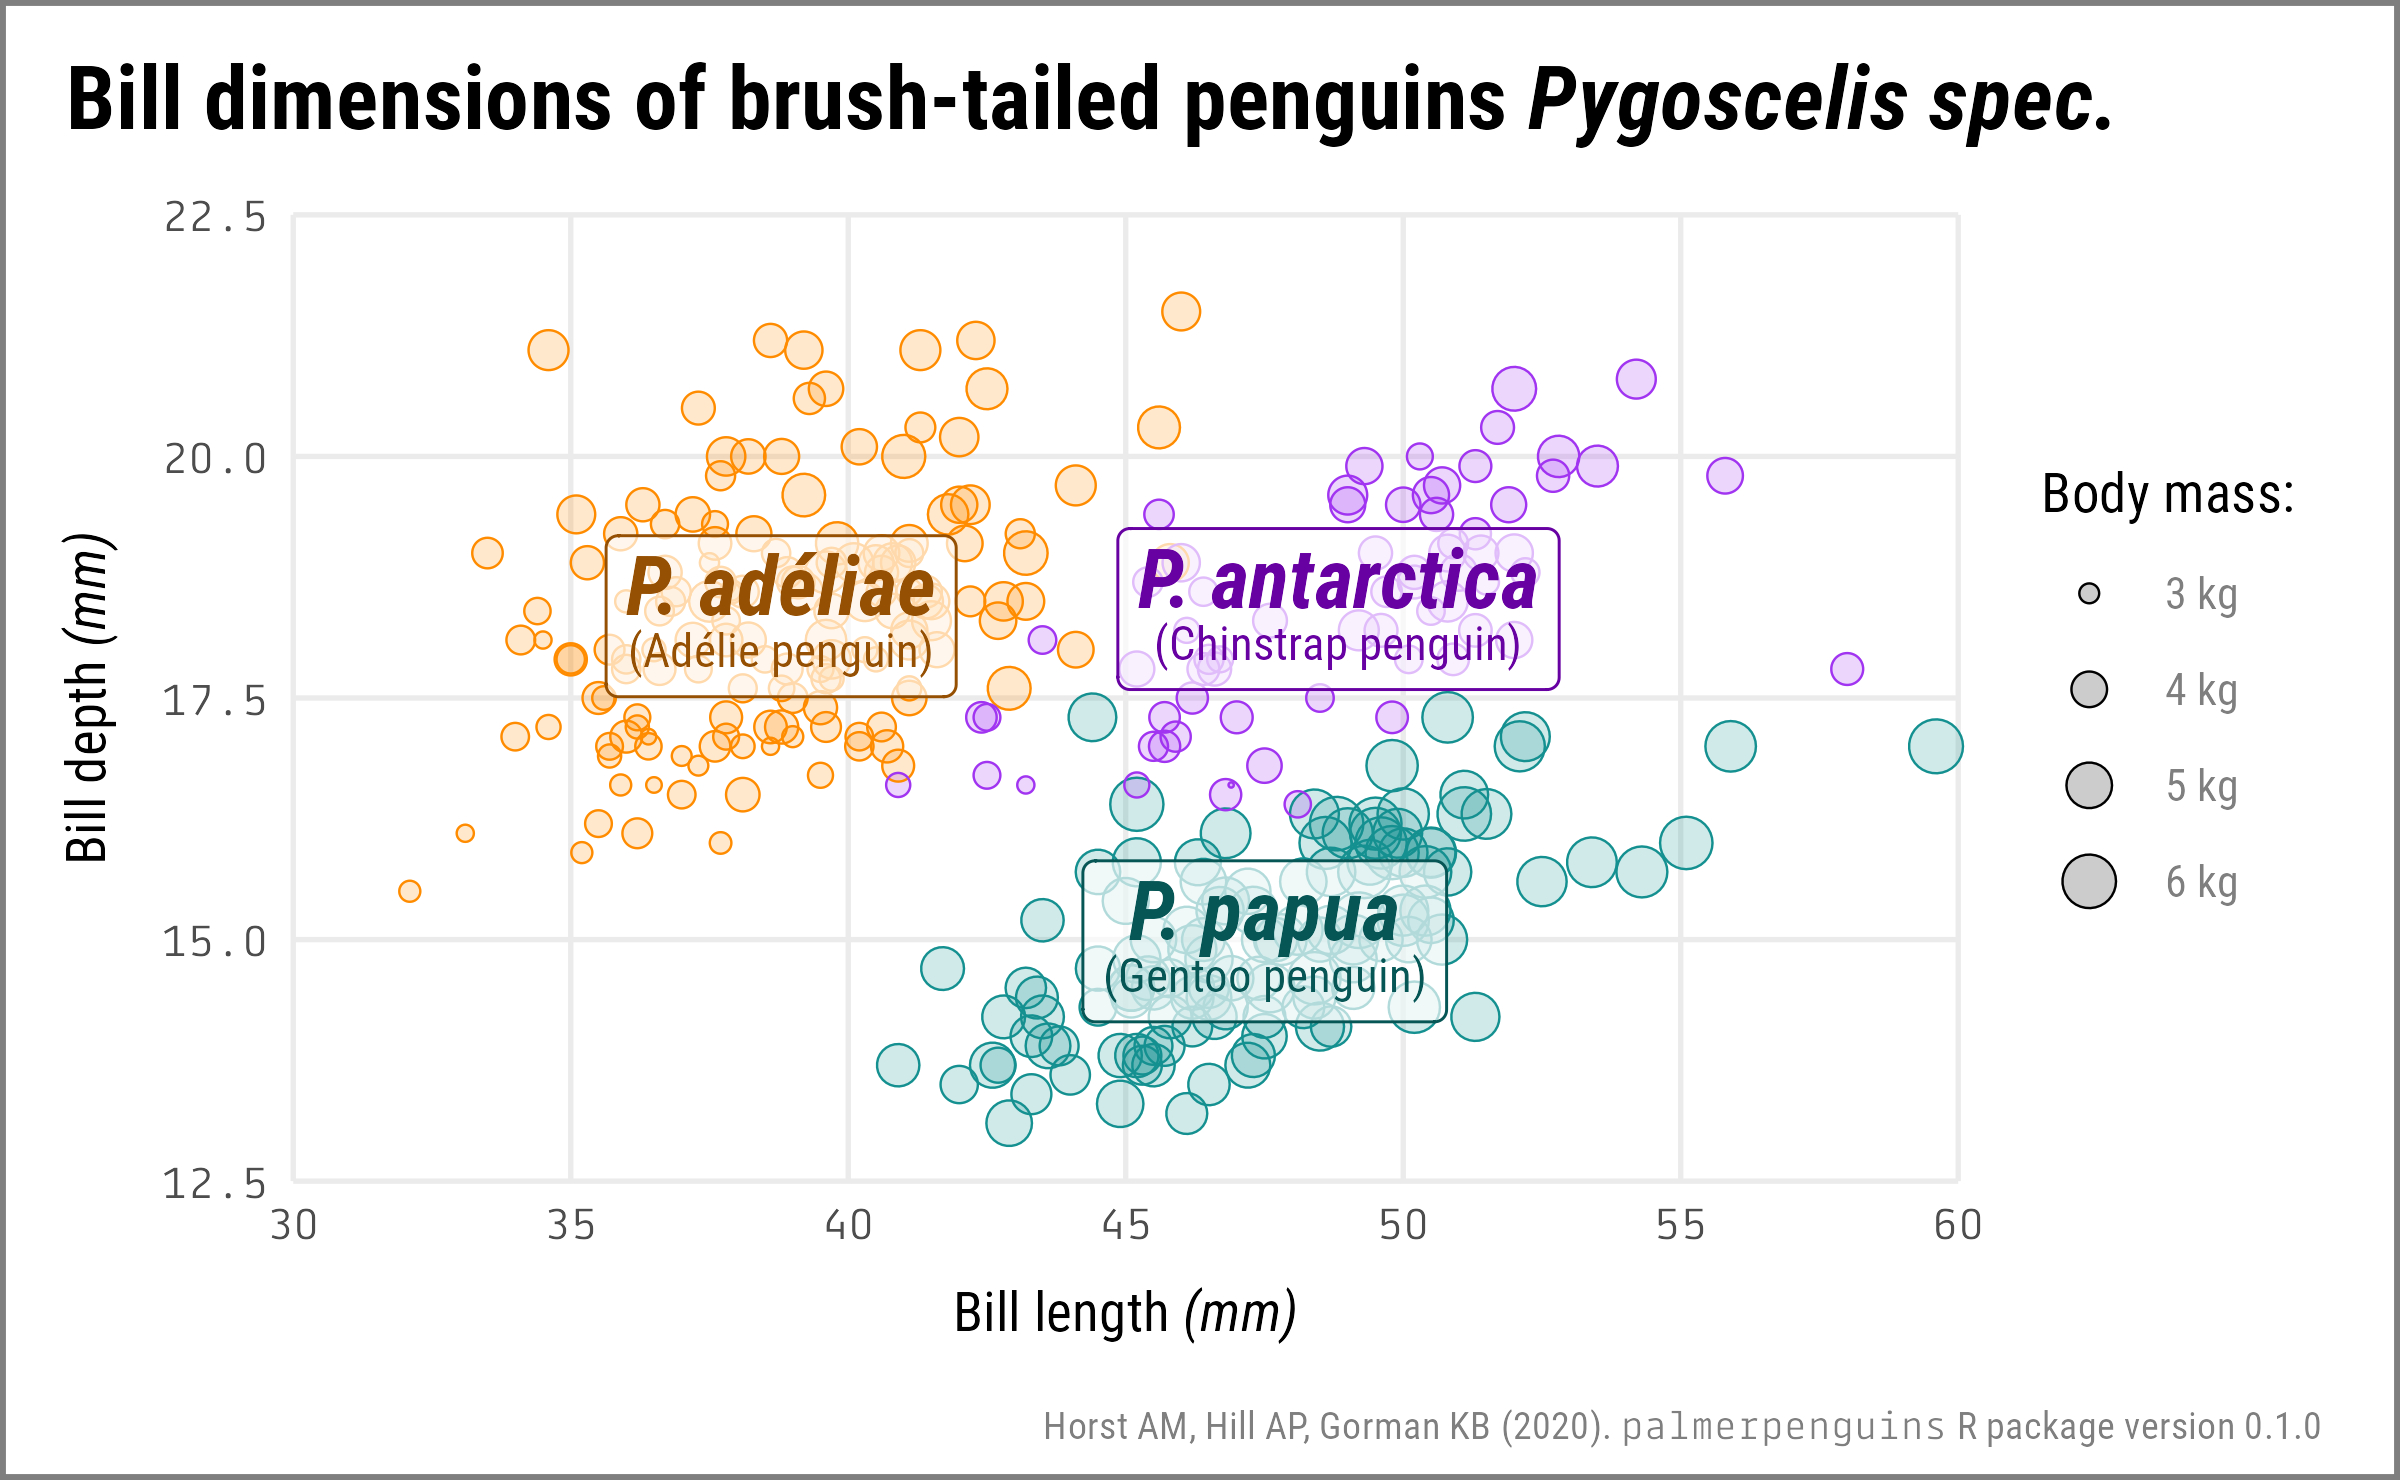 Bill dimensions of brush-tailed penguins Pygoscelis spec.
22.5
20.0
17.5
15.0
12.5
Bill depth (mm)
30 35 40 45 50 55 60
Bill length (mm)
P. adéliae
(Adélie penguin)
P. antarctica
(Chinstrap penguin)
P. papua
(Gentoo penguin)
Body mass:
3 kg
4 kg
5 kg
6 kg
Horst AM, Hill AP, Gorman KB (2020). palmerpenguins R package version 0.1.0